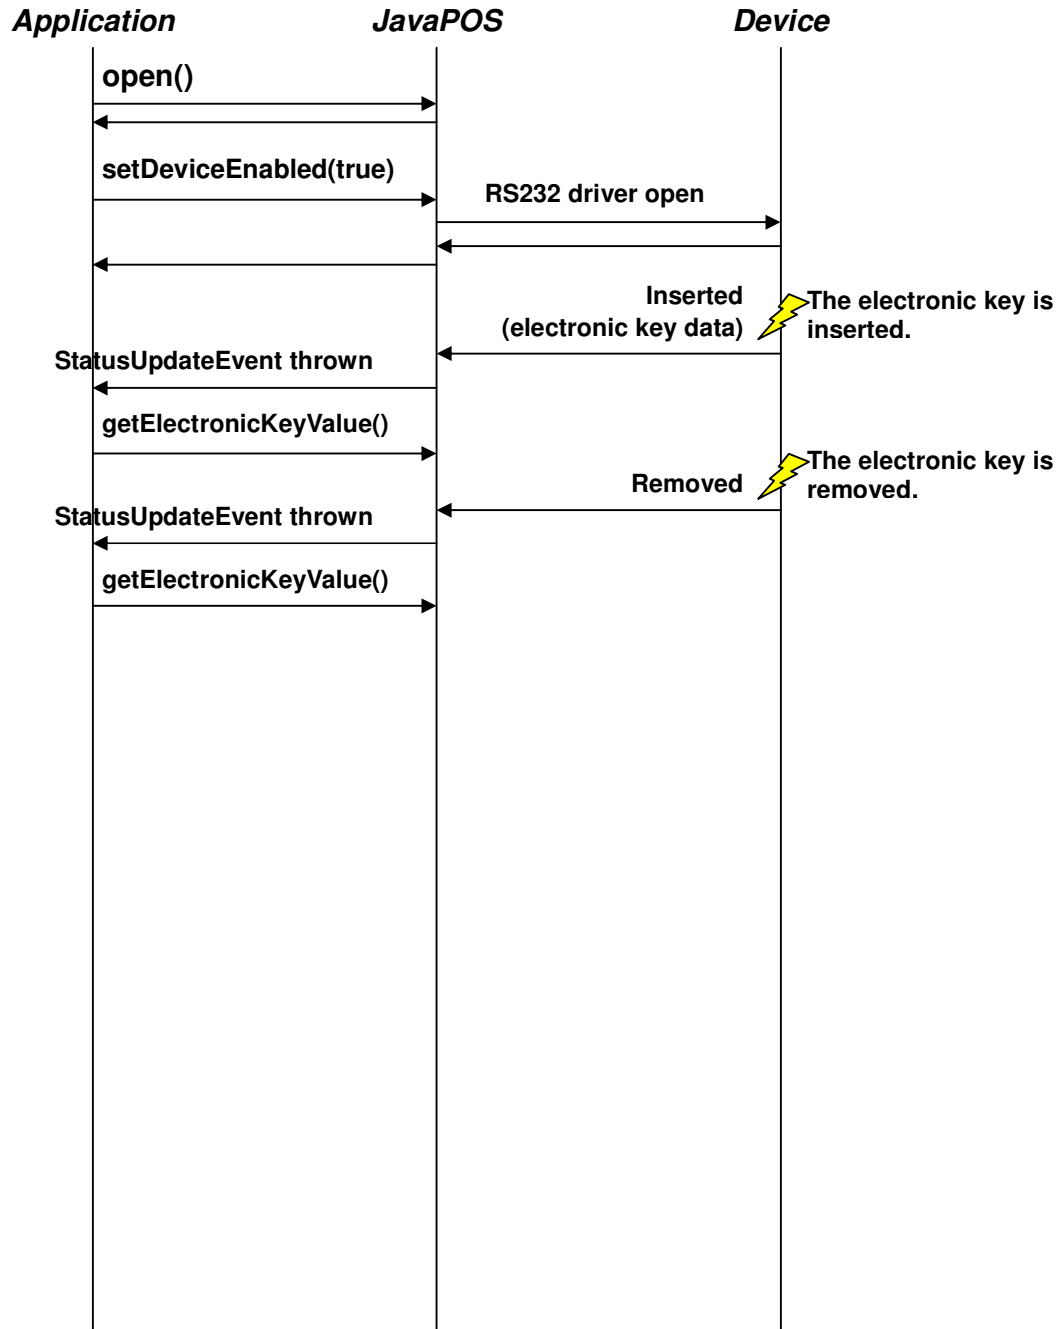 Application JavaPOS Device
open()
setDeviceEnabled(true)
RS232 driver open
Inserted
(electronic key data)
The electronic key is
inserted.
StatusUpdateEvent thrown
getElectronicKeyValue()
The electronic key is
removed.
Removed
StatusUpdateEvent thrown
getElectronicKeyValue()